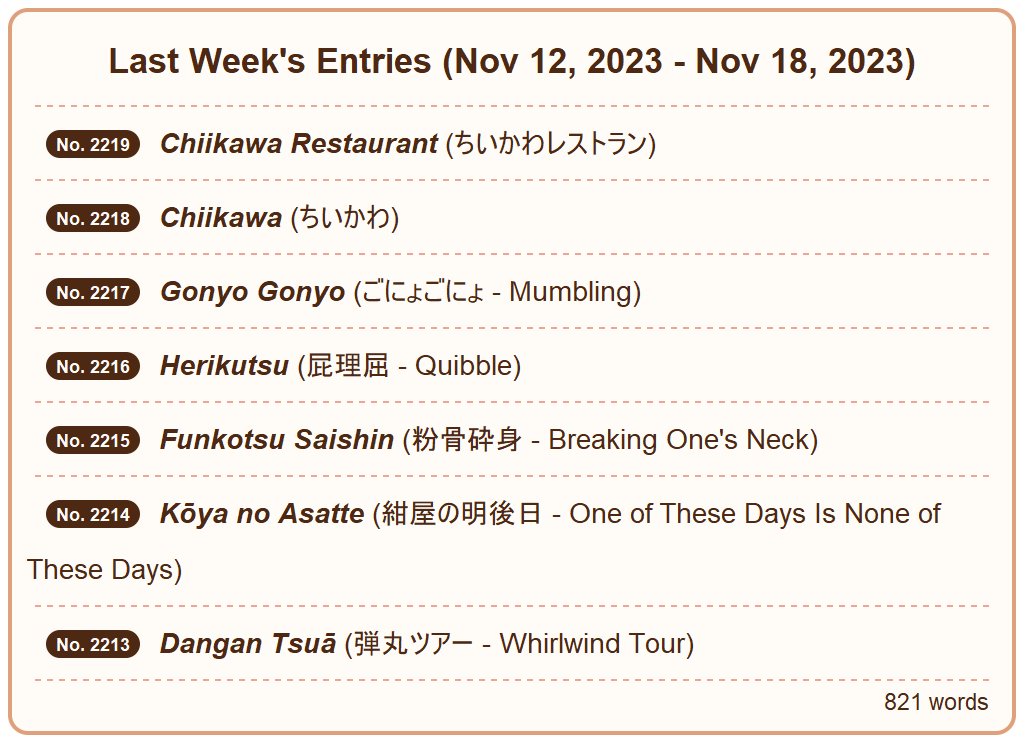 Last Week's Entries (Nov 12, 2023 - Nov 18, 2023)
No. 2219 Chiikawa Restaurant (ちいかわレストラン)
No. 2218 Chiikawa (ちいかわ)
No. 2217 Gonyo Gonyo (ごにょごにょ - Mumbling)
No. 2216 Herikutsu (屁理屈 - Quibble)
No. 2215 Funkotsu Saishin (粉骨砕身 - Breaking One's Neck)
No. 2214 Kōya no Asatte (紺屋の明後日 - One of These Days Is None of
These Days)
No. 2213 Dangan Tsuā (弾丸ツアー - Whirlwind Tour)
821 words